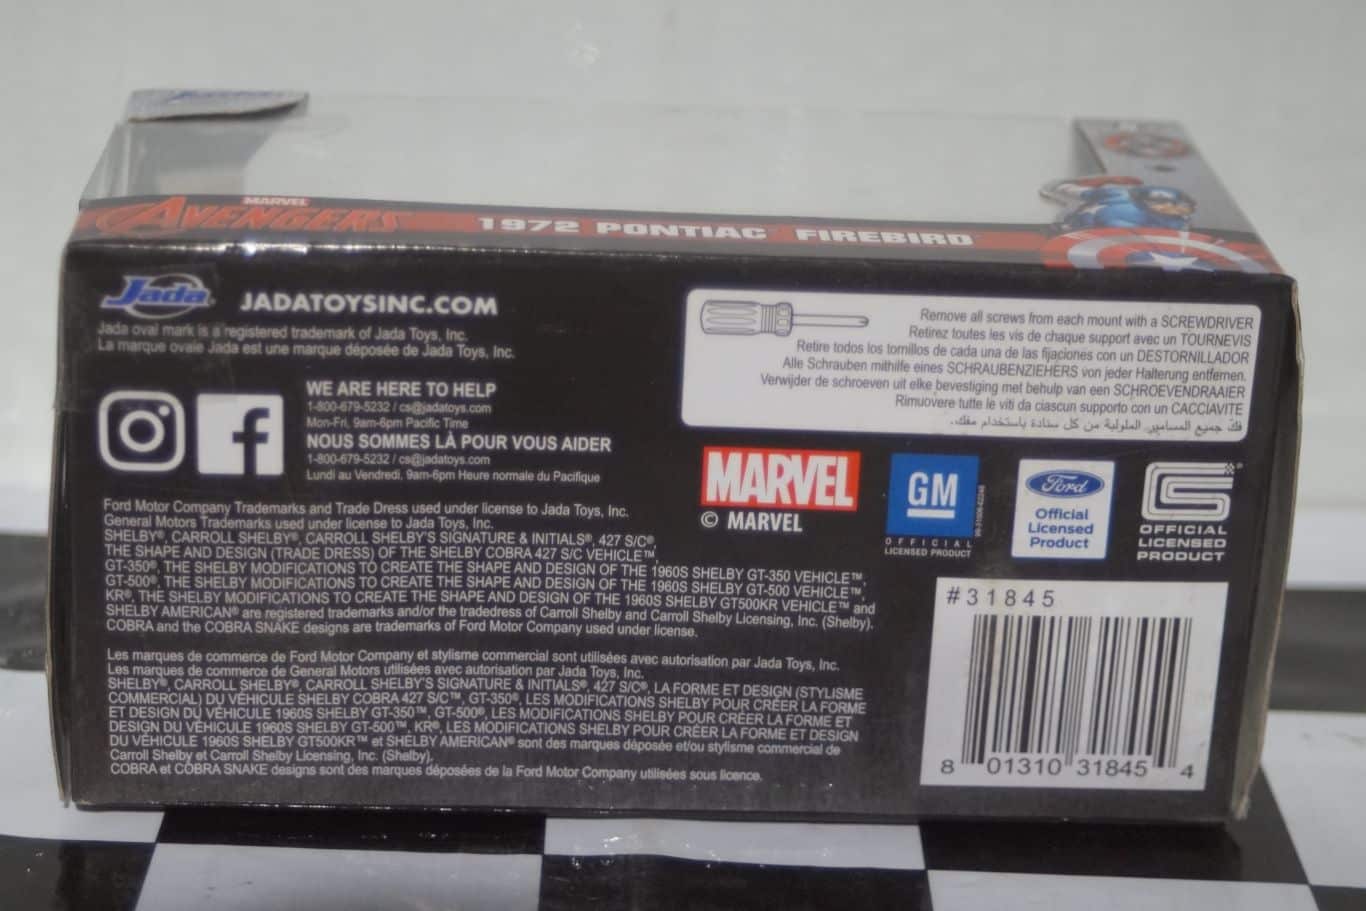 MARVEL
AVENGERS
1972 PONTIAC FIREBIRD
Jada
JADATOYSINC.COM
Jada oval mark is a registered trademark of Jada Toys, Inc.
La marque ovale Jada est une marque déposée de Jada Toys, Inc.
WE ARE HERE TO HELP
1-800-679-5232 / cs@jadatoys.com
Mon-Fri, 9am-6pm Pacific Time
NOUS SOMMES LÀ POUR VOUS AIDER
1-800-679-5232 / cs@jadatoys.com
Lundi au Vendredi, 9am-6pm Heure normale du Pacifique
Ford Motor Company Trademarks and Trade Dress used under license to Jada Toys, Inc.
General Motors Trademarks used under license to Jada Toys, Inc.
SHELBY®, CARROLL SHELBY®, CARROLL SHELBY'S SIGNATURE & INITIALS®, 427 S/C®,
THE SHAPE AND DESIGN (TRADE DRESS) OF THE SHELBY COBRA 427 S/C VEHICLE™,
GT-350®, THE SHELBY MODIFICATIONS TO CREATE THE SHAPE AND DESIGN OF THE 1960S SHELBY GT-350 VEHICLE™,
GT-500®, THE SHELBY MODIFICATIONS TO CREATE THE SHAPE AND DESIGN OF THE 1960S SHELBY GT-500 VEHICLE™,
KR®, THE SHELBY MODIFICATIONS TO CREATE THE SHAPE AND DESIGN OF THE 1960S SHELBY GT500KR VEHICLE™ and
SHELBY AMERICAN® are registered trademarks and/or the tradedress of Carroll Shelby and Carroll Shelby Licensing, Inc. (Shelby).
COBRA and the COBRA SNAKE designs are trademarks of Ford Motor Company used under license.
Les marques de commerce de Ford Motor Company et stylisme commercial sont utilisées avec autorisation par Jada Toys, Inc.
Les marques de commerce de General Motors utilisées avec autorisation par Jada Toys, Inc.
SHELBY®, CARROLL SHELBY®, CARROLL SHELBY'S SIGNATURE & INITIALS®, 427 S/C®, LA FORME ET DESIGN (STYLISME
COMMERCIAL) DU VÉHICULE SHELBY COBRA 427 S/C™, GT-350®, LES MODIFICATIONS SHELBY POUR CRÉER LA FORME
ET DESIGN DU VÉHICULE 1960S SHELBY GT-350™, GT-500®, LES MODIFICATIONS SHELBY POUR CRÉER LA FORME ET
DESIGN DU VÉHICULE 1960S SHELBY GT-500™, KR®, LES MODIFICATIONS SHELBY POUR CRÉER LA FORME ET DESIGN
DU VÉHICULE 1960S SHELBY GT500KR™ et SHELBY AMERICAN® sont des marques déposée et/ou stylisme commercial de
Carroll Shelby et Carroll Shelby Licensing, Inc. (Shelby).
COBRA et COBRA SNAKE designs sont des marques déposées de la Ford Motor Company utilisées sous licence.
Remove all screws from each mount with a SCREWDRIVER
Retirez toutes les vis de chaque support avec un TOURNEVIS
Retire todos los tornillos de cada una de las fijaciones con un DESTORNILLADOR
Alle Schrauben mithilfe eines SCHRAUBENZIEHERS von jeder Halterung entfernen.
Verwijder de schroeven uit elke bevestiging met behulp van een SCHROEVENDRAAIER
Rimuovere tutte le viti da ciascun supporto con un CACCIAVITE
فكّ جميع المسامير الملولبة من كل سنادة باستخدام مفك.
MARVEL
© MARVEL
GM
OFFICIAL
LICENSED PRODUCT
Ford
Official
Licensed
Product
OFFICIAL
LICENSED
PRODUCT
#31845
8 01310 31845 4